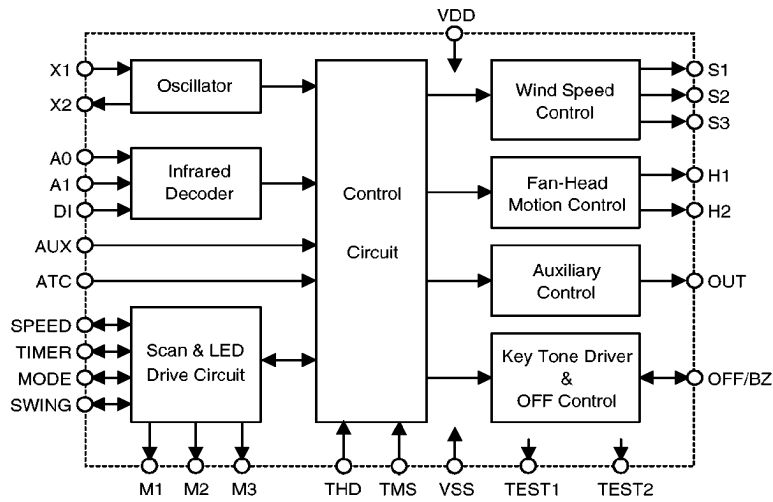 VDD
X1
X2
A0
A1
DI
AUX
ATC
SPEED
TIMER
MODE
SWING
Oscillator
Infrared
Decoder
Scan & LED
Drive Circuit
Control
Circuit
Wind Speed
Control
Fan-Head
Motion Control
Auxiliary
Control
Key Tone Driver
&
OFF Control
S1
S2
S3
H1
H2
OUT
OFF/BZ
M1
M2
M3
THD
TMS
VSS
TEST1
TEST2